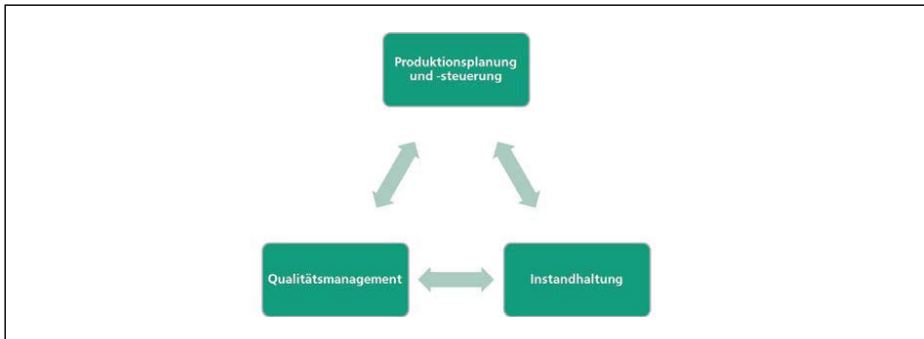 Produktionsplanung
und -steuerung
Qualitätsmanagement
Instandhaltung